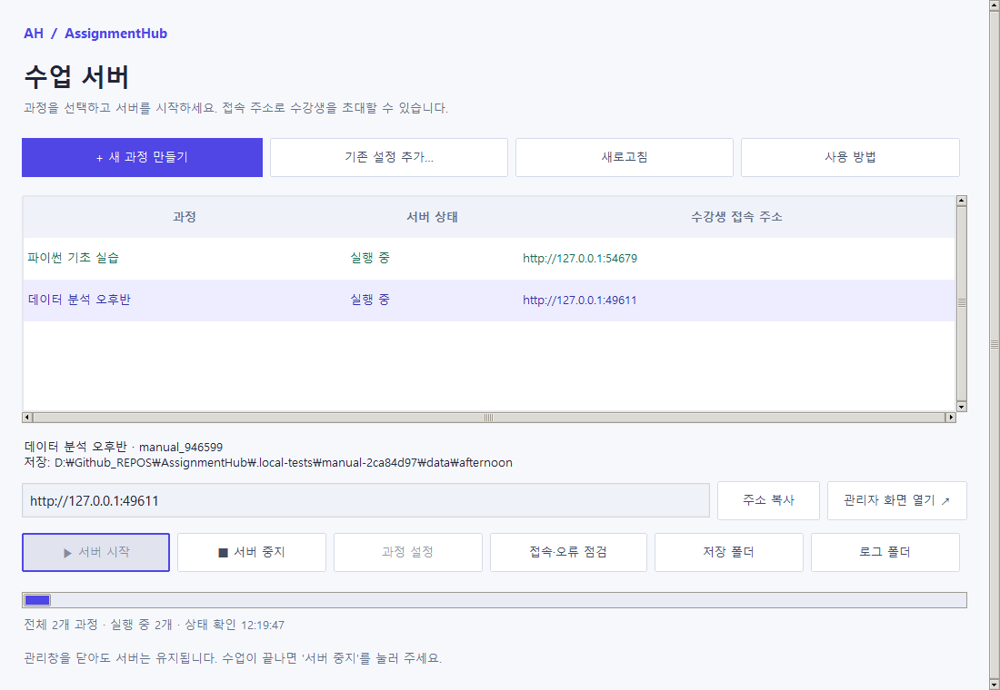 AH / AssignmentHub
수업 서버
과정을 선택하고 서버를 시작하세요. 접속 주소로 수강생을 초대할 수 있습니다.
+ 새 과정 만들기 기존 설정 추가... 새로고침 사용 방법
과정 서버 상태 수강생 접속 주소
파이썬 기초 실습 실행 중 http://127.0.0.1:54679
데이터 분석 오후반 실행 중 http://127.0.0.1:49611
데이터 분석 오후반 · manual_946599
저장: D:₩Github_REPOS₩AssignmentHub₩.local-tests₩manual-2ca84d97₩data₩afternoon
http://127.0.0.1:49611 주소 복사 관리자 화면 열기 ↗
▶ 서버 시작 ■ 서버 중지 과정 설정 접속·오류 점검 저장 폴더 로그 폴더
전체 2개 과정 · 실행 중 2개 · 상태 확인 12:19:47
관리창을 닫아도 서버는 유지됩니다. 수업이 끝나면 '서버 중지'를 눌러 주세요.